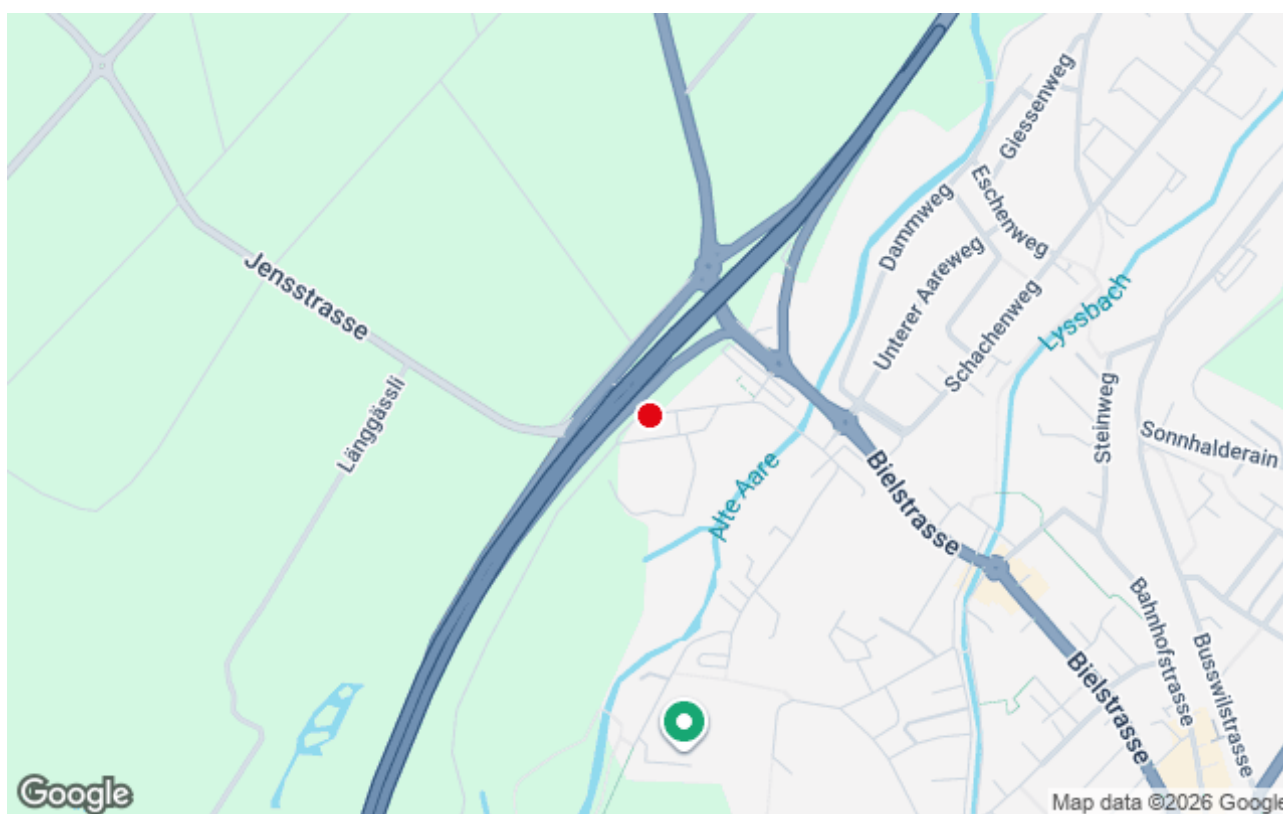 Giessenweg
Eschenweg
Dammweg
Unterer Aareweg
Jensstrasse
Lyssbach
Schachenweg
Länggässli
Steinweg
Sonnhalderain
Alte Aare
Bielstrasse
Bahnhofstrasse
Busswilstrasse
Bielstrasse
Google
Map data ©2026 Google